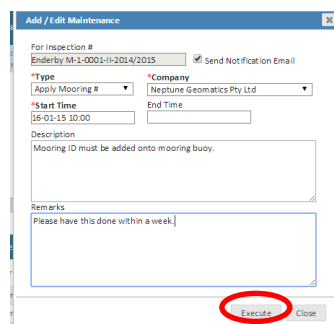 Add / Edit Maintenance
For Inspection #
Enderby M-1-0001-II-2014/2015
Send Notification Email
*Type
*Company
Apply Mooring #
Neptune Geomatics Pty Ltd
*Start Time
End Time
16-01-15 10:00
Description
Mooring ID must be added onto mooring buoy.
Remarks
Please have this done within a week.
Execute
Close